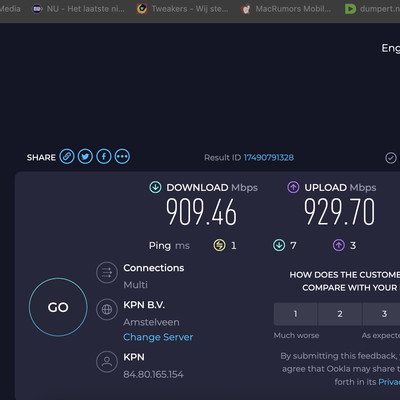 Media NU - Het laatste ni... Tweakers - Wij ste... MacRumors Mobil... dumpert.n
Eng
SHARE Result ID 17490791328
DOWNLOAD Mbps UPLOAD Mbps
909.46 929.70
Ping ms 1 7 3
Connections
Multi
HOW DOES THE CUSTOME
COMPARE WITH YOUR
GO
KPN B.V.
Amstelveen
Change Server
1 2 3
Much worse As expecte
KPN
84.80.165.154
By submitting this feedback,
agree that Ookla may share t
forth in its Priva